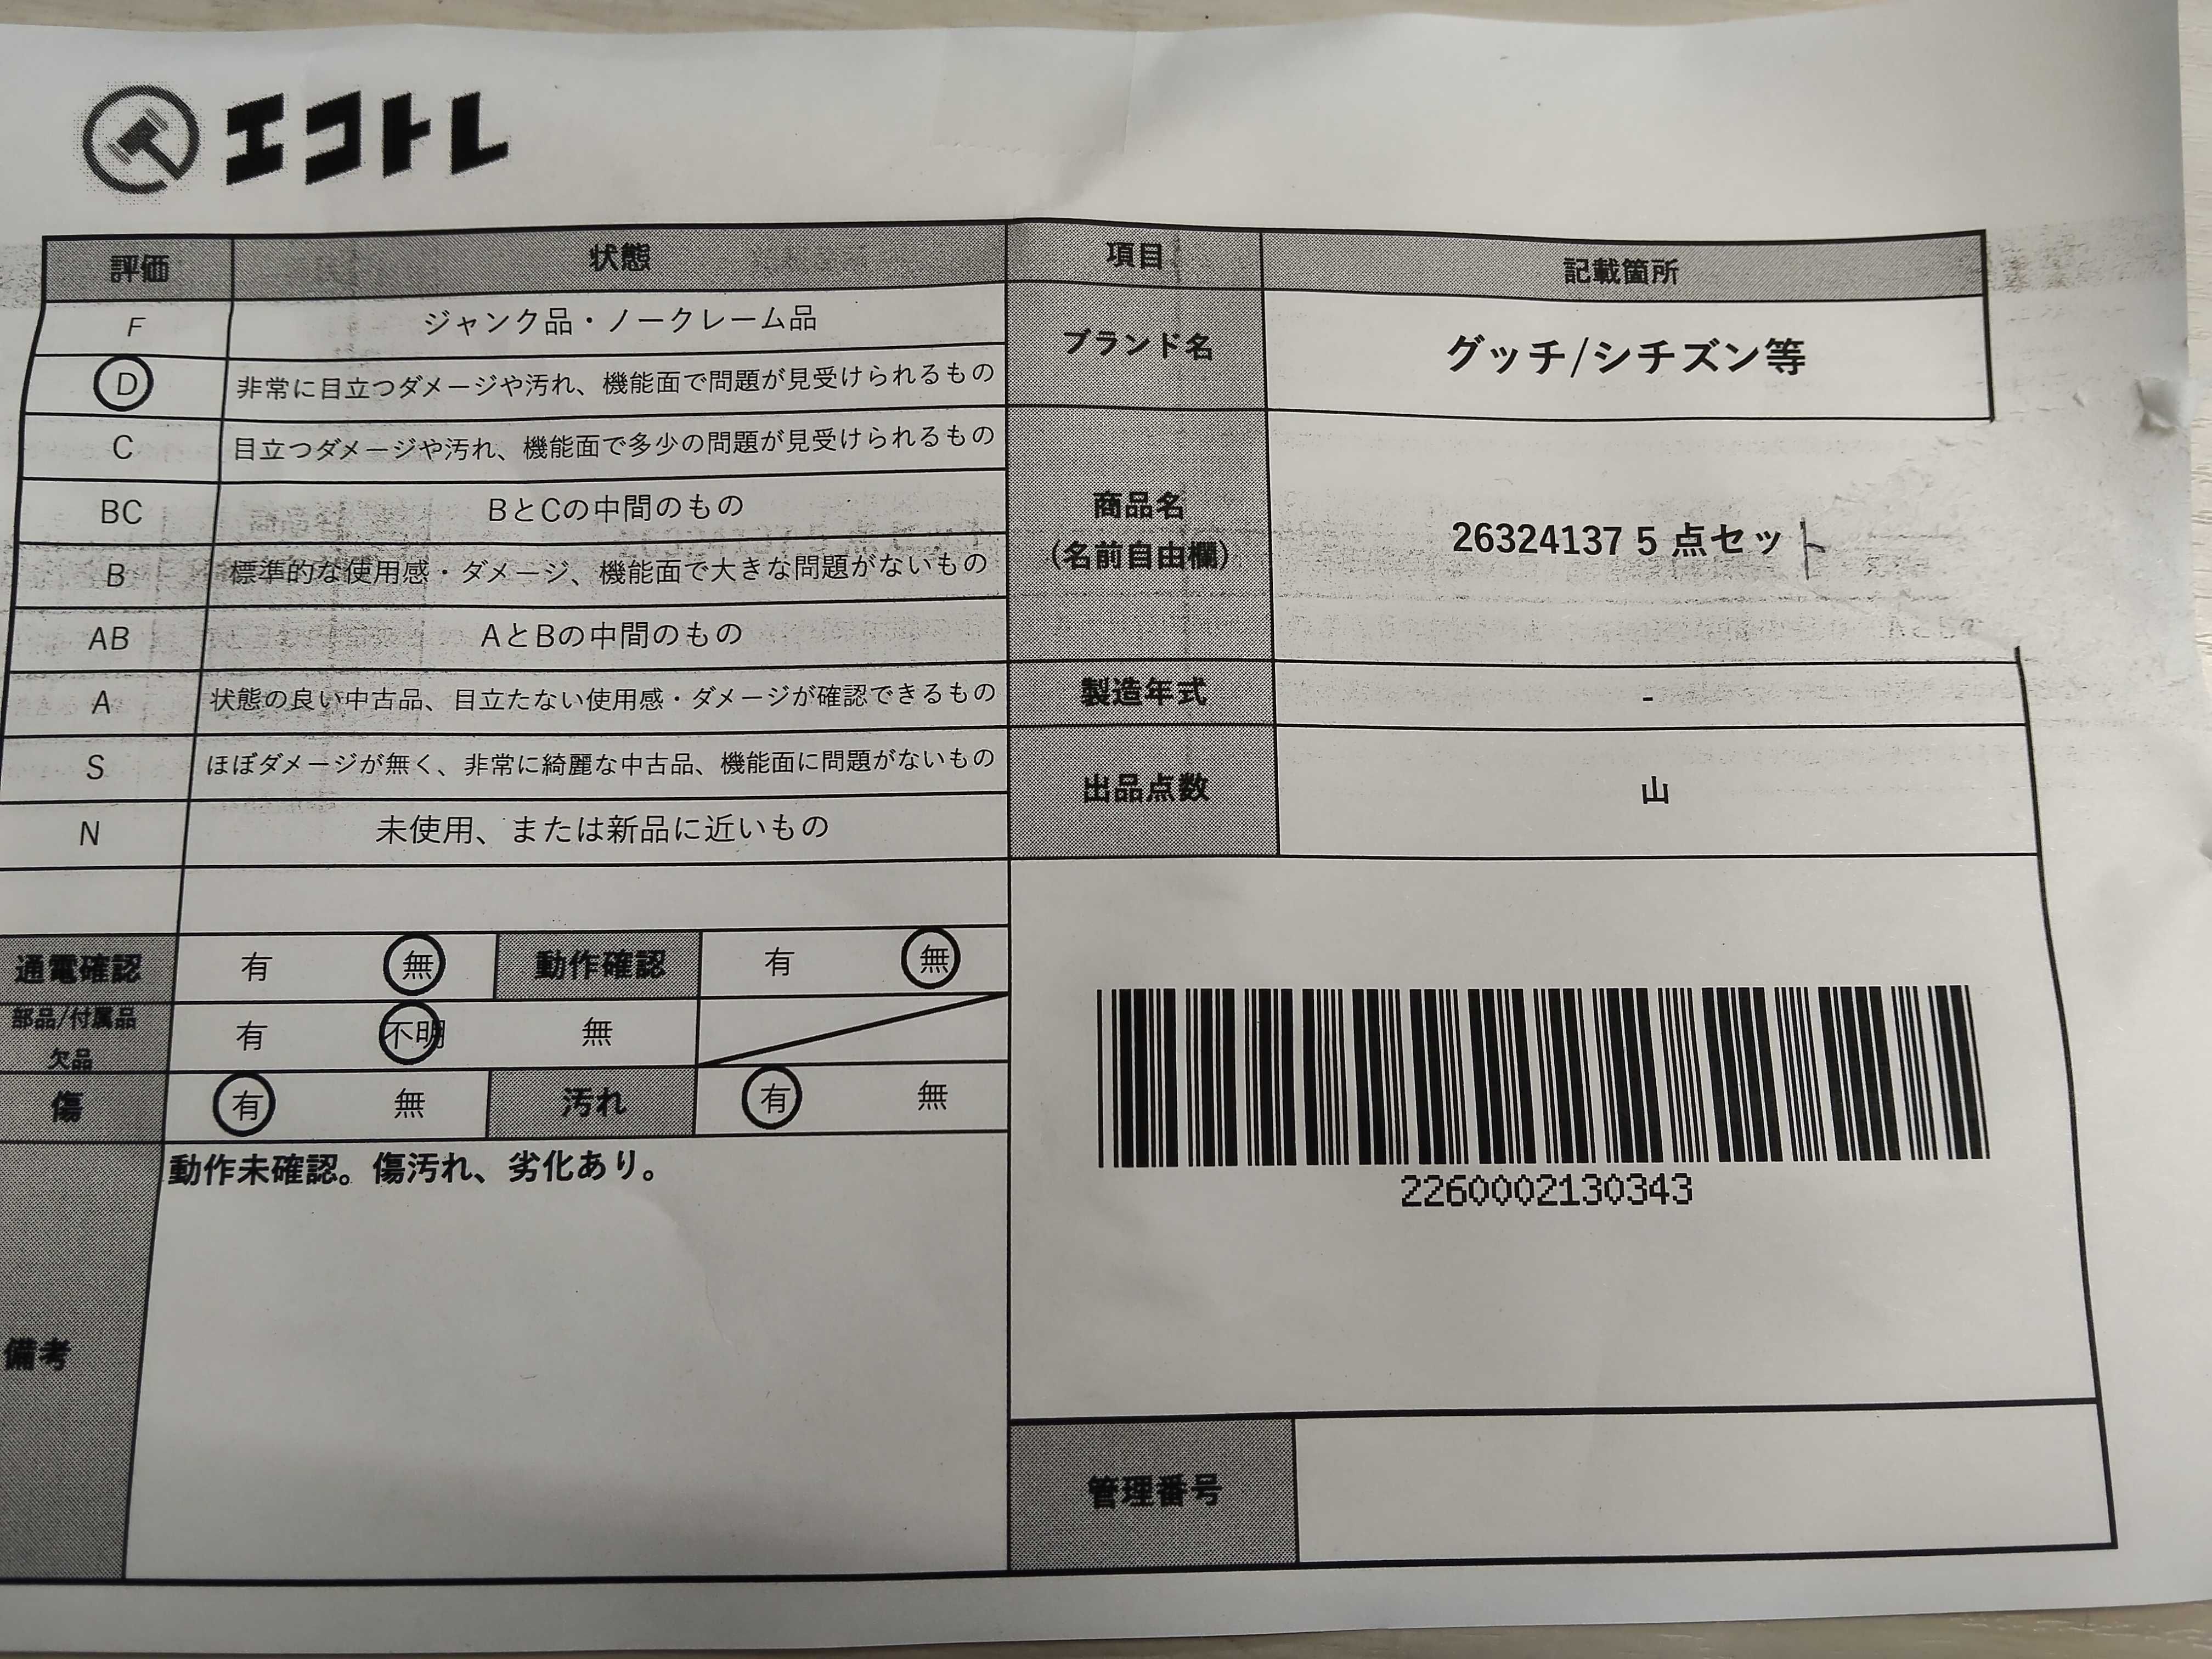 エコトレ
評価 状態
F ジャンク品・ノークレーム品
D 非常に目立つダメージや汚れ、機能面で問題が見受けられるもの
C 目立つダメージや汚れ、機能面で多少の問題が見受けられるもの
BC BとCの中間のもの
B 標準的な使用感・ダメージ、機能面で大きな問題がないもの
AB AとBの中間のもの
A 状態の良い中古品、目立たない使用感・ダメージが確認できるもの
S ほぼダメージが無く、非常に綺麗な中古品、機能面に問題がないもの
N 未使用、または新品に近いもの
通電確認 有 無 動作確認 有 無
部品/付属品
欠品 有 不明 無
傷 有 無 汚れ 有 無
備考 動作未確認。傷汚れ、劣化あり。
項目 記載箇所
ブランド名 グッチ/シチズン等
商品名
(名前自由欄) 26324137 5 点セット
製造年式 -
出品点数 山
2260002130343
管理番号